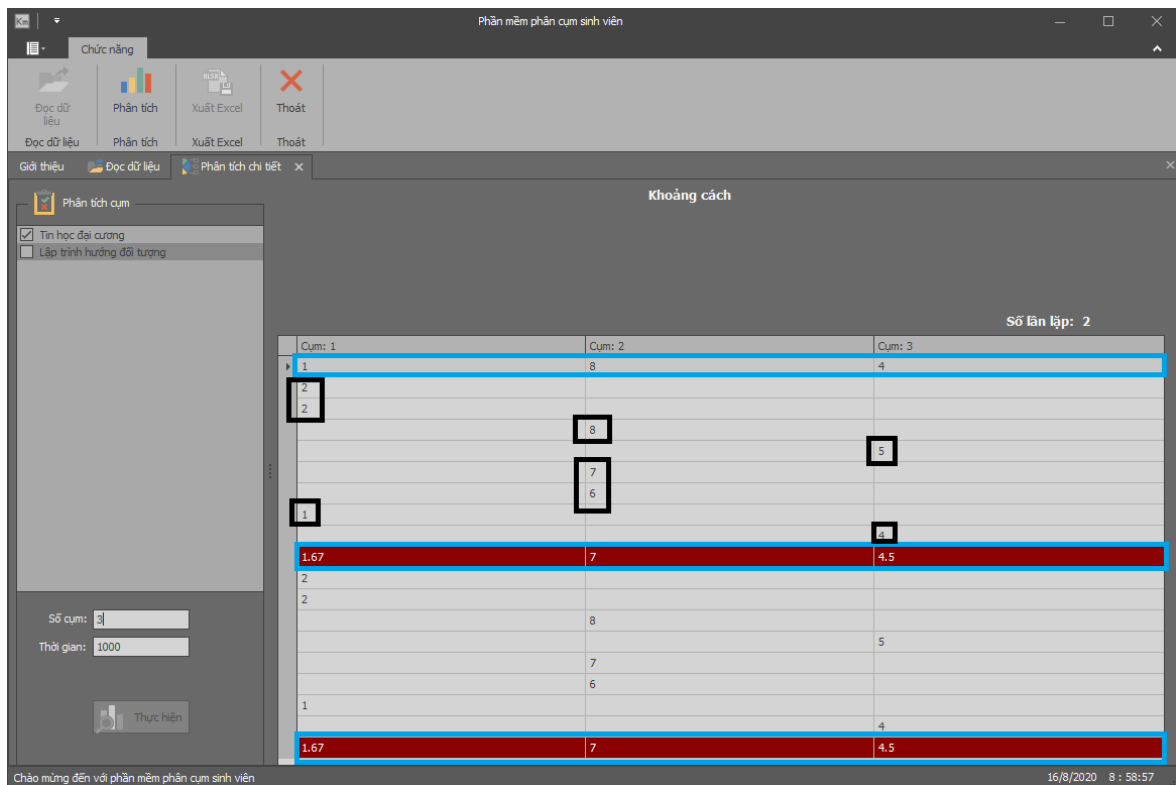 Km
Phần mềm phân cụm sinh viên
Chức năng
Đọc dữ liệu
Phân tích
Xuất Excel
Thoát
Đọc dữ liệu Phân tích Xuất Excel Thoát
Giới thiệu Đọc dữ liệu Phân tích chi tiết
Phân tích cụm
Khoảng cách
Tin học đại cương
Lập trình hướng đối tượng
Số lần lặp: 2
Cụm: 1 Cụm: 2 Cụm: 3
1 8 4
2
2
8
5
7
6
1
4
1.67 7 4.5
2
2
8
5
7
6
1
4
1.67 7 4.5
Số cụm: 3
Thời gian: 1000
Thực hiện
Chào mừng đến với phần mềm phân cụm sinh viên
16/8/2020 8 : 58:57